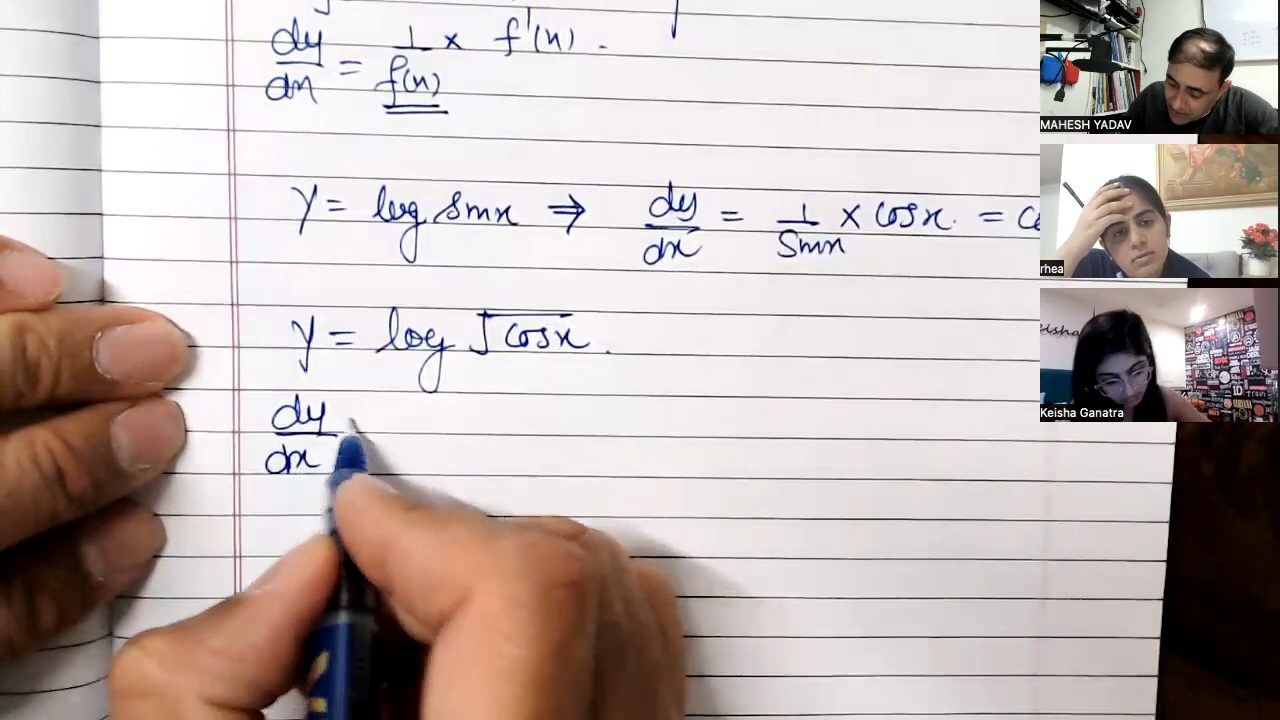 dy/dx = 1/f(x) × f'(x).
y = log sinx ⇒ dy/dx = 1/sinx × cosx. =
y = log √cosx.
dy/dx
MAHESH YADAV
rhea
Keisha Ganatra